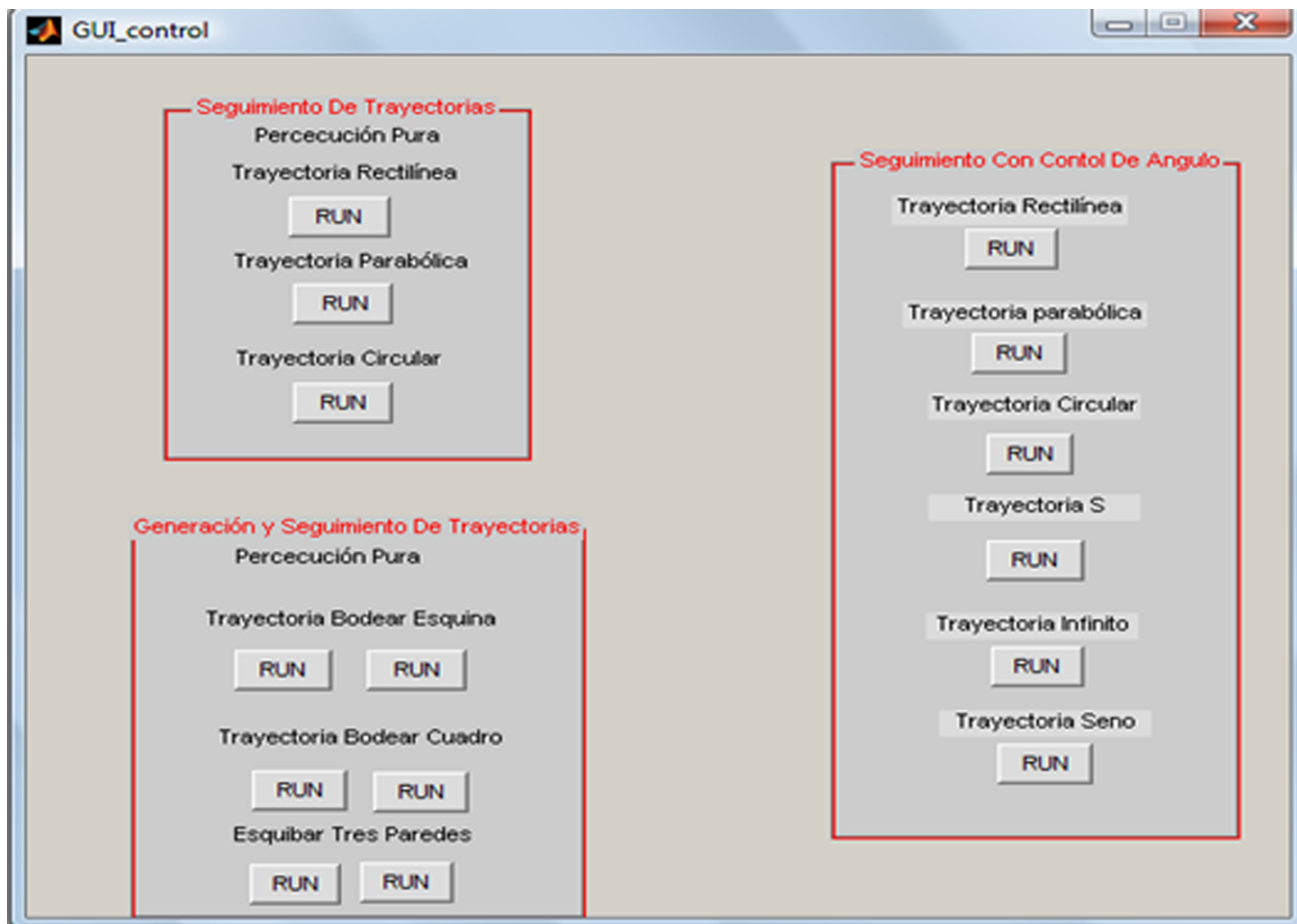 GUI_control
Seguimiento De Trayectorias
Percecución Pura
Trayectoria Rectilínea
RUN
Trayectoria Parabólica
RUN
Trayectoria Circular
RUN
Generación y Seguimiento De Trayectorias
Percecución Pura
Trayectoria Bodear Esquina
RUN RUN
Trayectoria Bodear Cuadro
RUN RUN
Esquibar Tres Paredes
RUN RUN
Seguimiento Con Contol De Angulo
Trayectoria Rectilínea
RUN
Trayectoria parabólica
RUN
Trayectoria Circular
RUN
Trayectoria S
RUN
Trayectoria Infinito
RUN
Trayectoria Seno
RUN